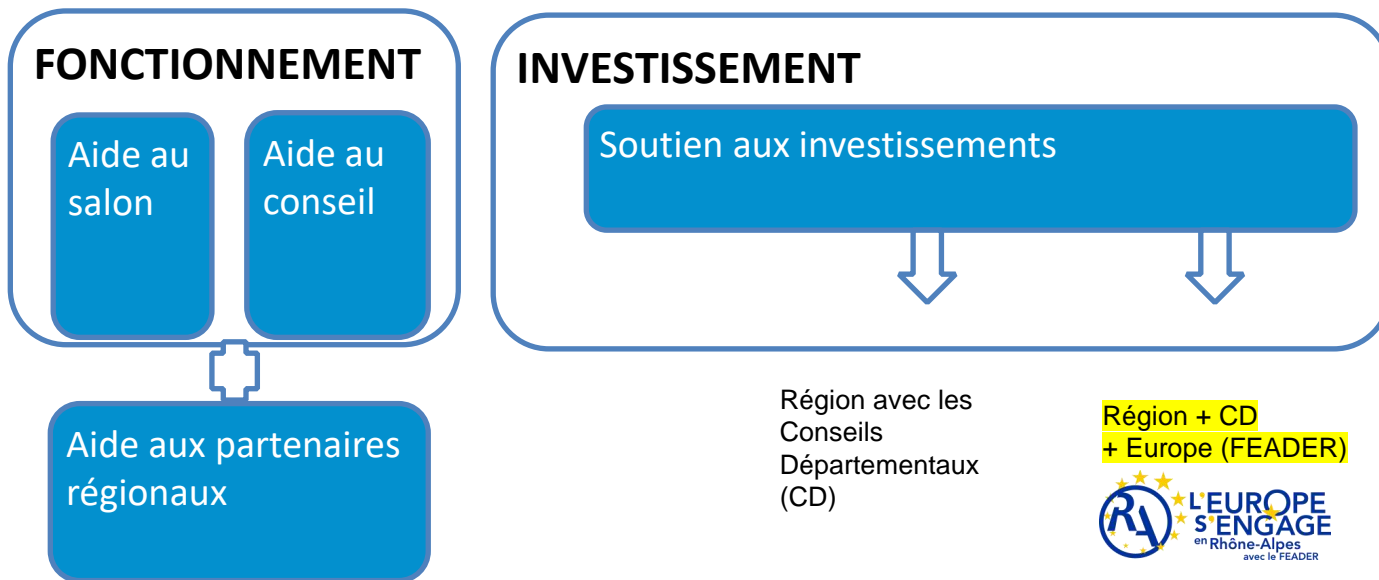 FONCTIONNEMENT
Aide au
salon
Aide au
conseil
Aide aux partenaires
régionaux
INVESTISSEMENT
Soutien aux investissements
Région avec les
Conseils
Départementaux
(CD)
Région + CD
+ Europe (FEADER)
RA
L'EUROPE
S'ENGAGE
en Rhône-Alpes
avec le FEADER